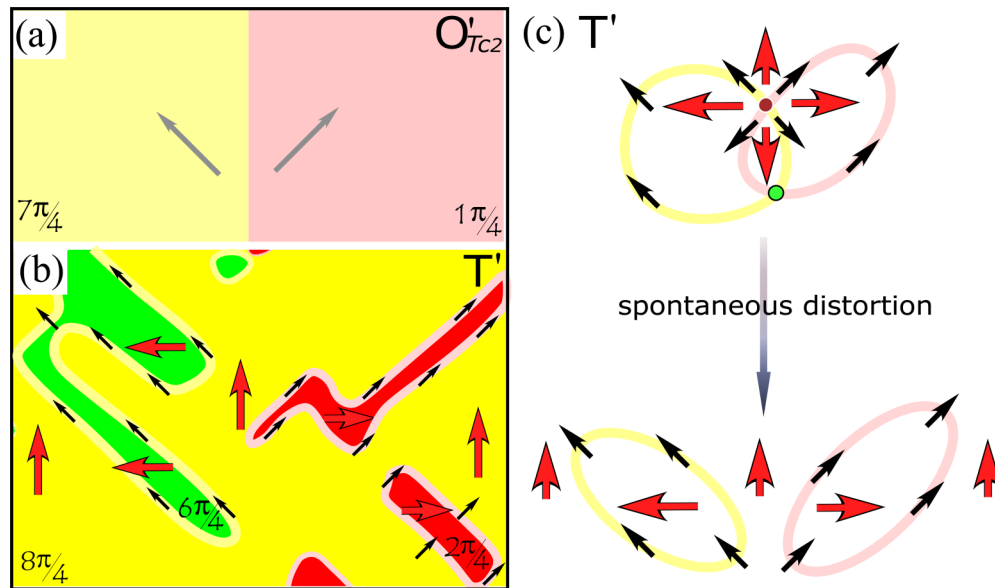 (a)
O'Tc2
7π/4
1π/4
(b)
T'
6π/4
8π/4
2π/4
(c) T'
spontaneous distortion